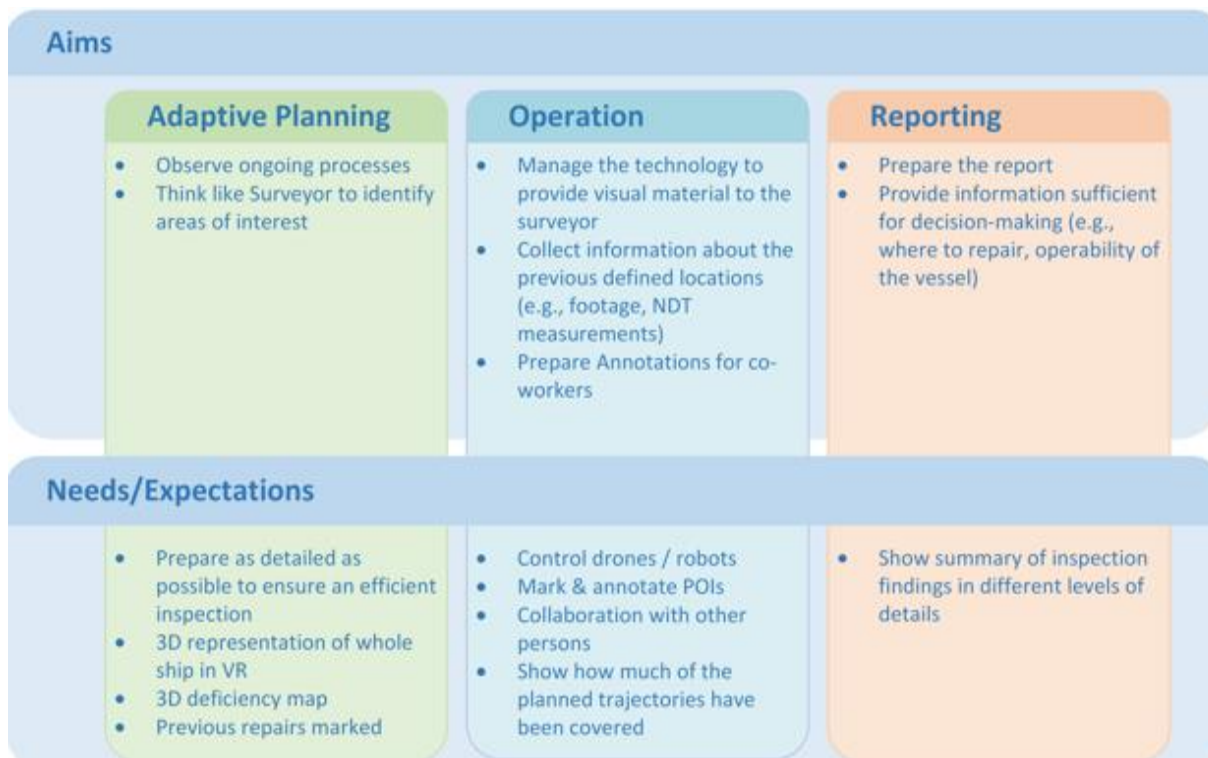 Aims
Adaptive Planning
• Observe ongoing processes
• Think like Surveyor to identify
areas of interest
Operation
• Manage the technology to
provide visual material to the
surveyor
• Collect information about the
previous defined locations
(e.g., footage, NDT
measurements)
• Prepare Annotations for co-
workers
Reporting
• Prepare the report
• Provide information sufficient
for decision-making (e.g.,
where to repair, operability of
the vessel)
Needs/Expectations
• Prepare as detailed as
possible to ensure an efficient
inspection
• 3D representation of whole
ship in VR
• 3D deficiency map
• Previous repairs marked
• Control drones / robots
• Mark & annotate POIs
• Collaboration with other
persons
• Show how much of the
planned trajectories have
been covered
• Show summary of inspection
findings in different levels of
details